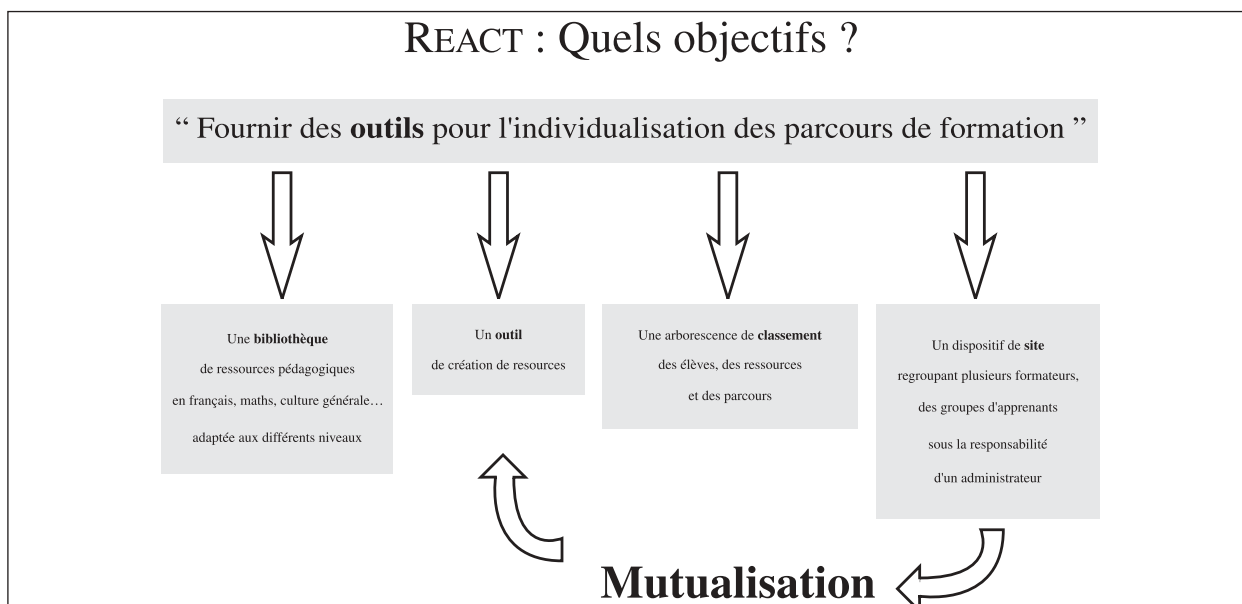 REACT : Quels objectifs ?
“ Fournir des outils pour l'individualisation des parcours de formation ”
Une bibliothèque
de ressources pédagogiques
en français, maths, culture générale…
adaptée aux différents niveaux
Un outil
de création de resources
Une arborescence de classement
des élèves, des ressources
et des parcours
Un dispositif de site
regroupant plusieurs formateurs,
des groupes d'apprenants
sous la responsabilité
d'un administrateur
Mutualisation